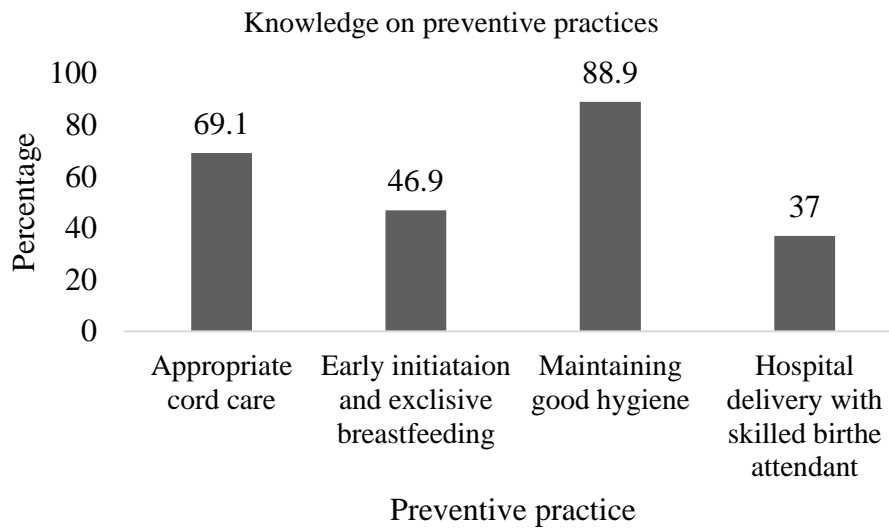 Knowledge on preventive practices
Percentage
100
80
60
40
20
0
69.1
46.9
88.9
37
Appropriate
cord care
Early initiataion
and exclisive
breastfeeding
Maintaining
good hygiene
Hospital
delivery with
skilled birthe
attendant
Preventive practice